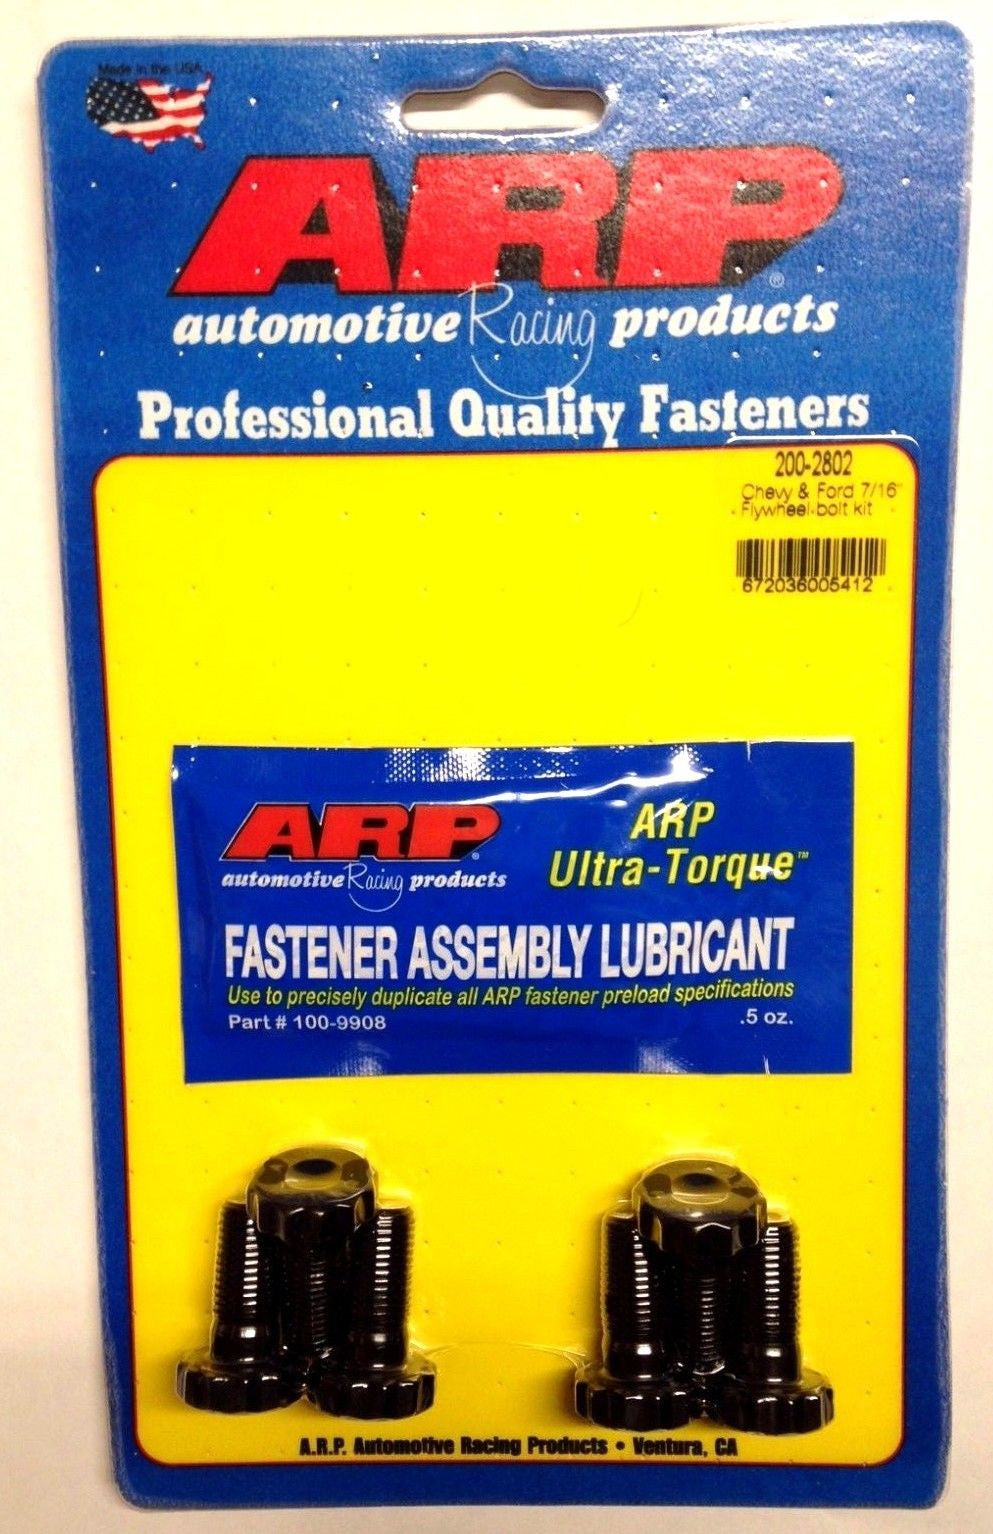 Made in the USA
ARP®
automotive Racing products
Professional Quality Fasteners
200-2802
Chevy & Ford 7/16"
Flywheel bolt kit
672036005412
ARP®
automotive Racing products
ARP
Ultra-Torque™
FASTENER ASSEMBLY LUBRICANT
Use to precisely duplicate all ARP fastener preload specifications
Part # 100-9908 .5 oz.
A.R.P. Automotive Racing Products • Ventura, CA